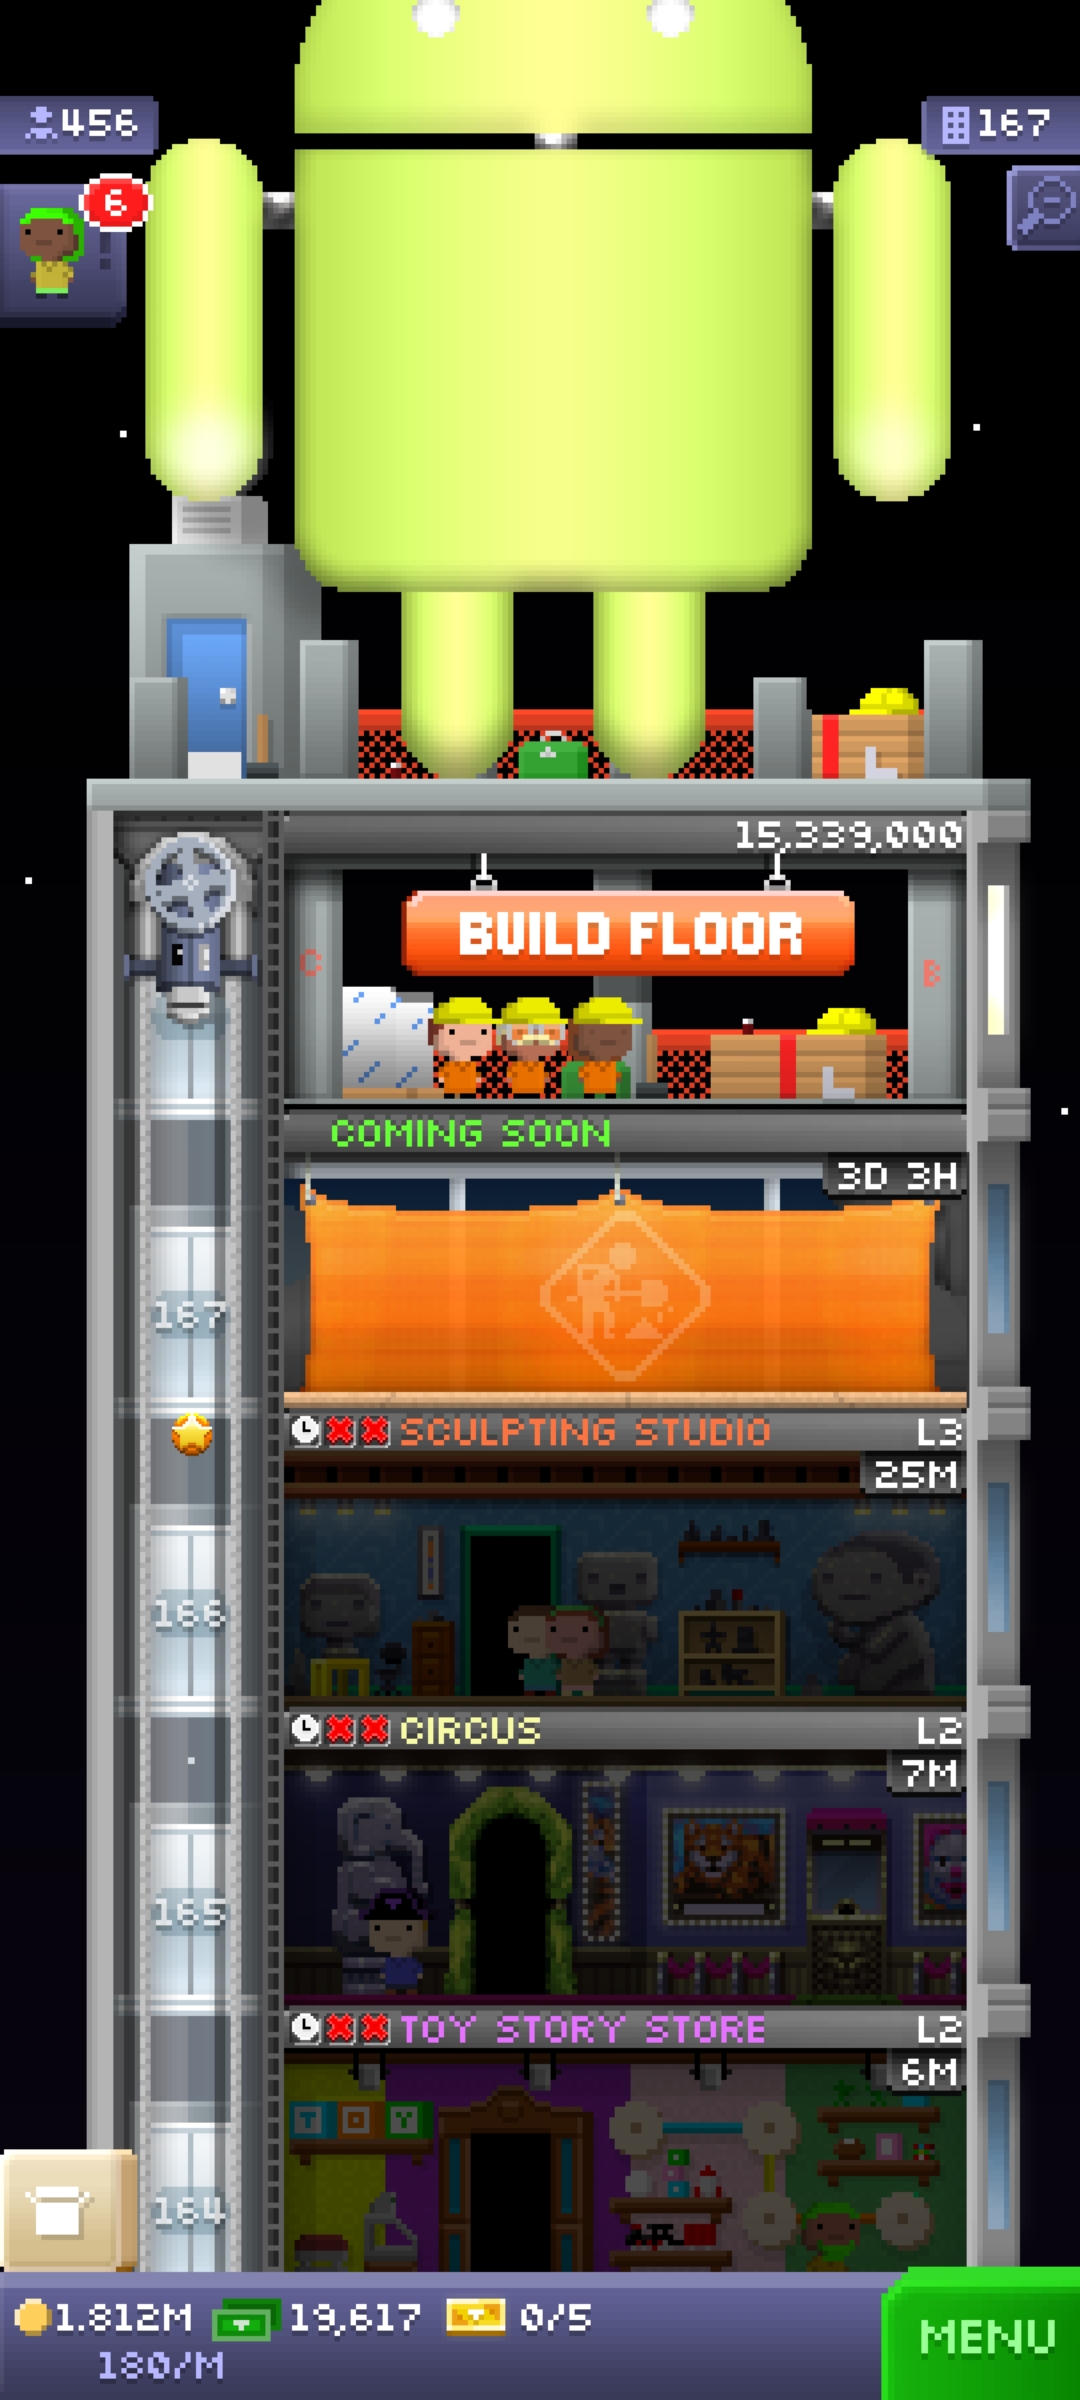 456
167
6
15,339,000
BUILD FLOOR
C
B
COMING SOON
3D 3H
167
SCULPTING STUDIO L3
25M
166
CIRCUS L2
7M
165
TOY STORY STORE L2
6M
T O Y
164
1.812M 19,617 0/5
180/M
MENU